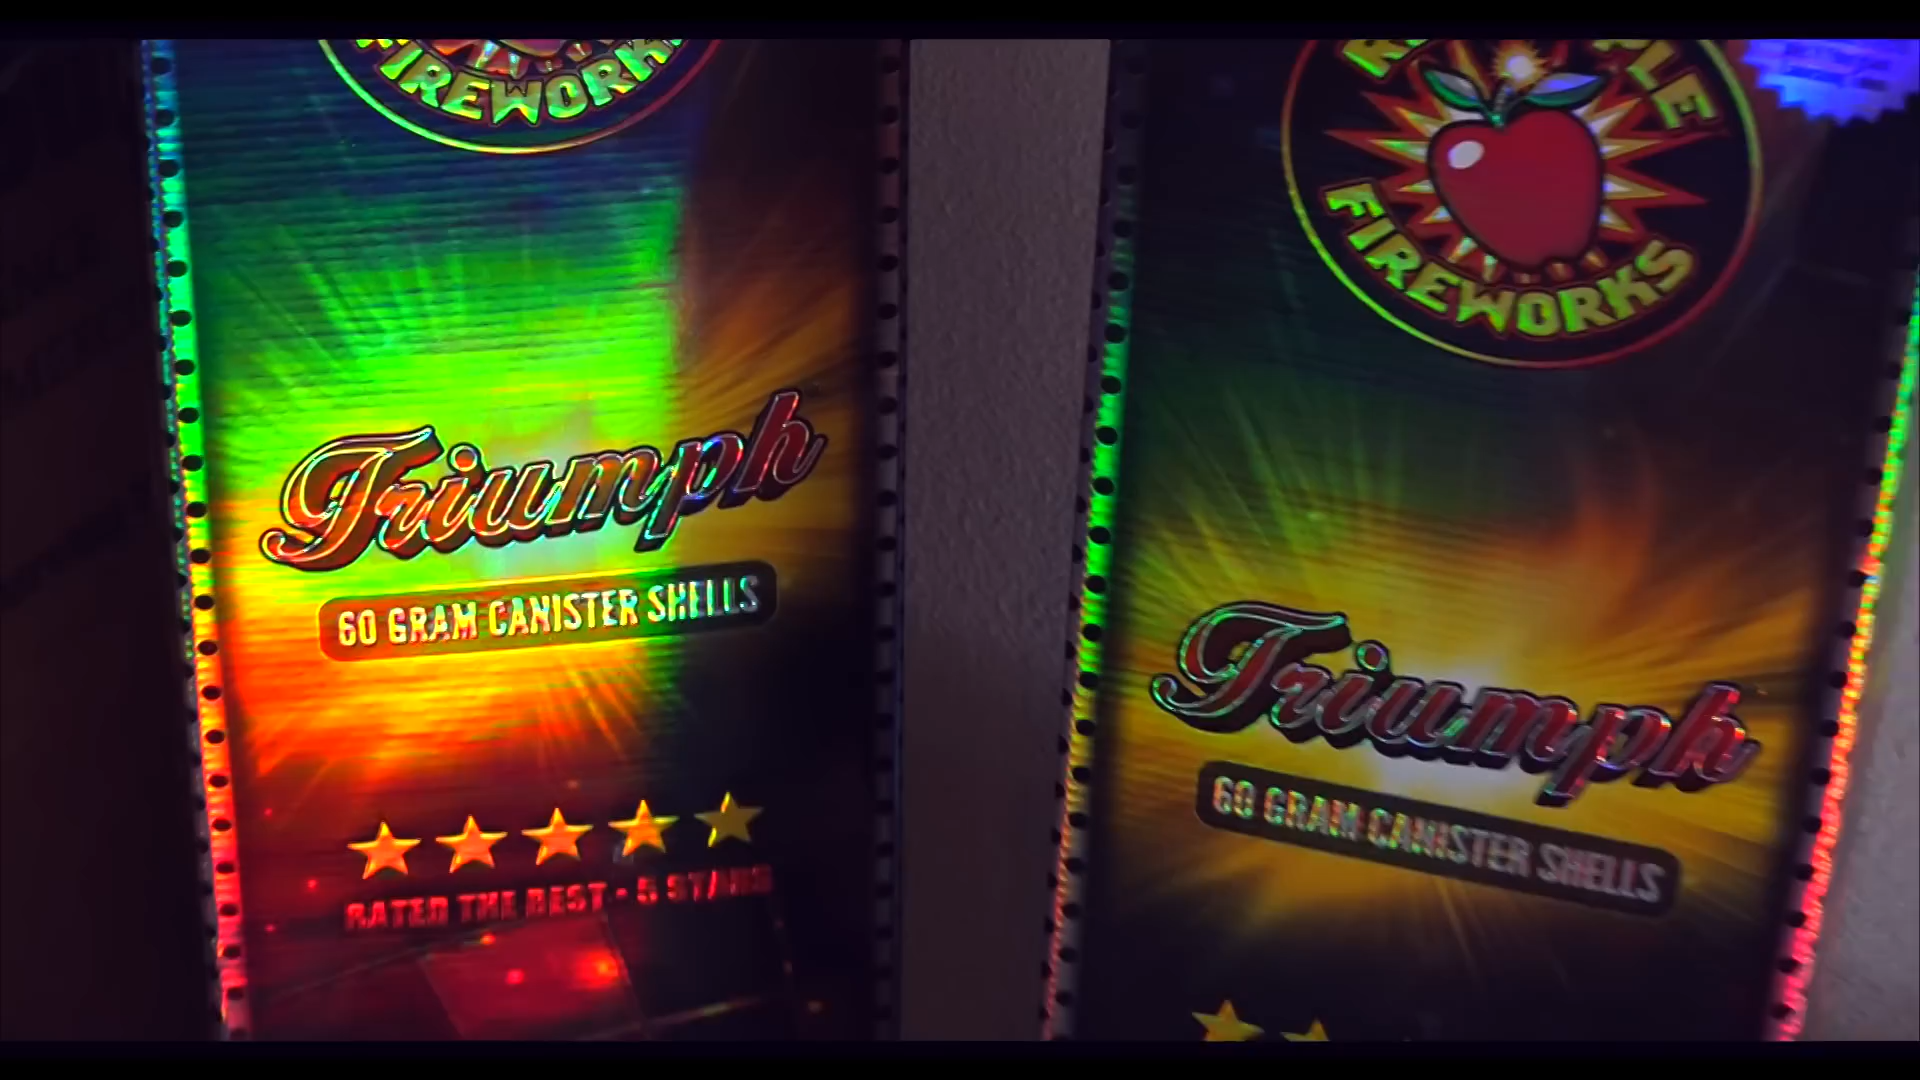 FIREWORKS
Triumph
60 GRAM CANISTER SHELLS
RATED THE BEST - 5 STARS
FIREWORKS
Triumph
60 GRAM CANISTER SHELLS